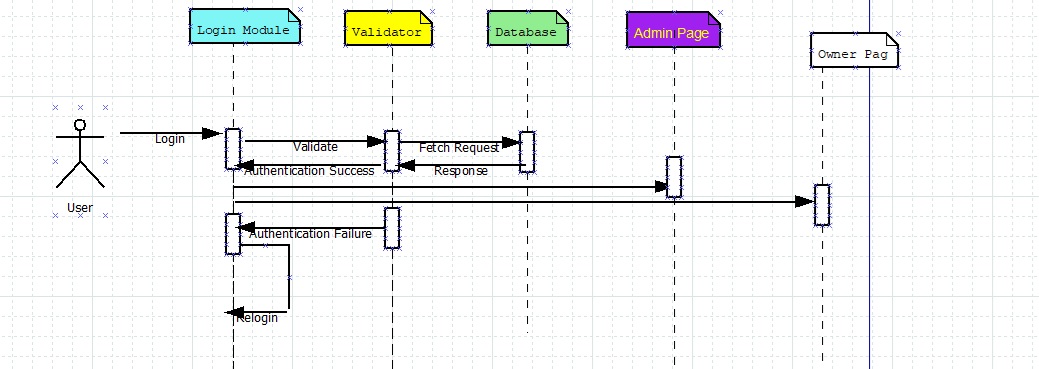 Login Module
Validator
Database
Admin Page
Owner Pag
Login
Validate
Fetch Request
Authentication Success
Response
User
Authentication Failure
Relogin